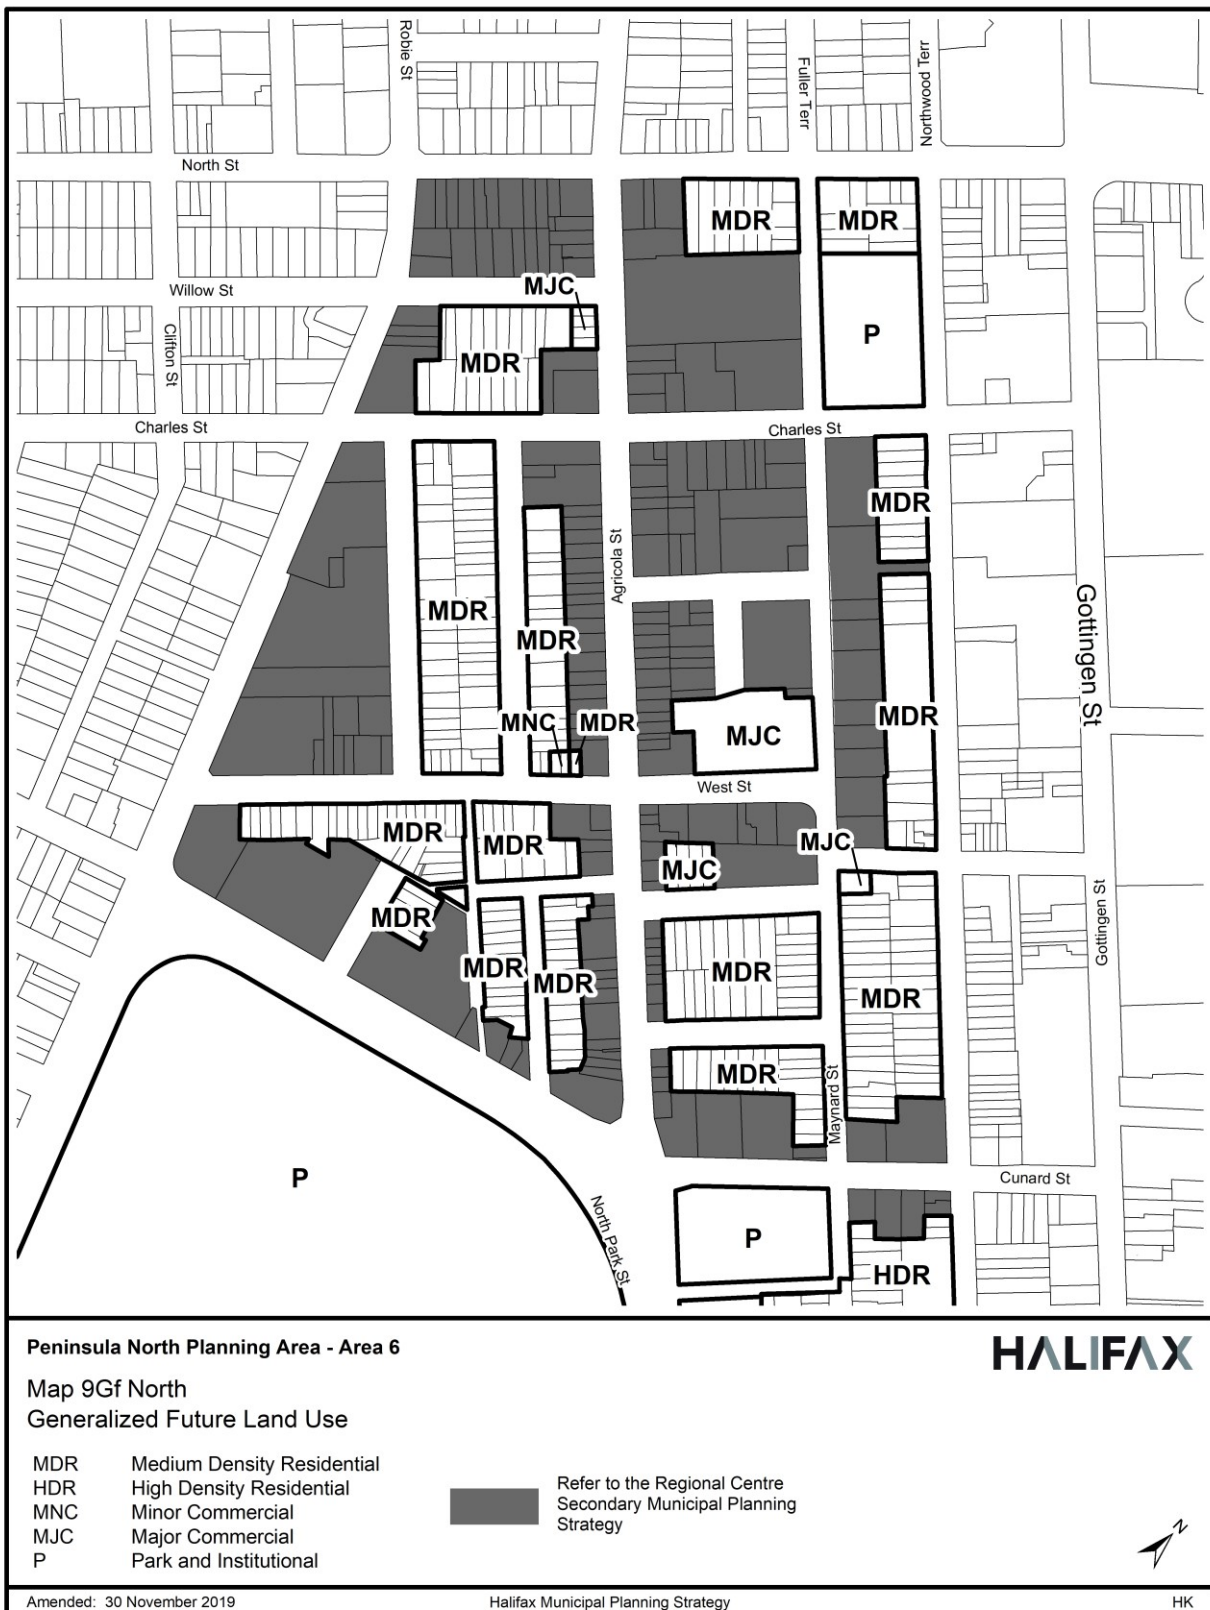 Robie St
Fuller Terr
Northwood Terr
North St
MDR
MDR
Willow St
MJC
P
MDR
Clifton St
Charles St
Charles St
MDR
Agricola St
MDR
MDR
Gottingen St
MNC
MDR
MJC
MDR
West St
MDR
MDR
MJC
MJC
Gottingen St
MDR
MDR
MDR
MDR
MDR
MDR
Maynard St
P
Cunard St
North Park St
P
HDR
Peninsula North Planning Area - Area 6
HALIFAX
Map 9Gf North
Generalized Future Land Use
MDR Medium Density Residential
HDR High Density Residential
MNC Minor Commercial
MJC Major Commercial
P Park and Institutional
Refer to the Regional Centre
Secondary Municipal Planning
Strategy
N
Amended: 30 November 2019
Halifax Municipal Planning Strategy
HK